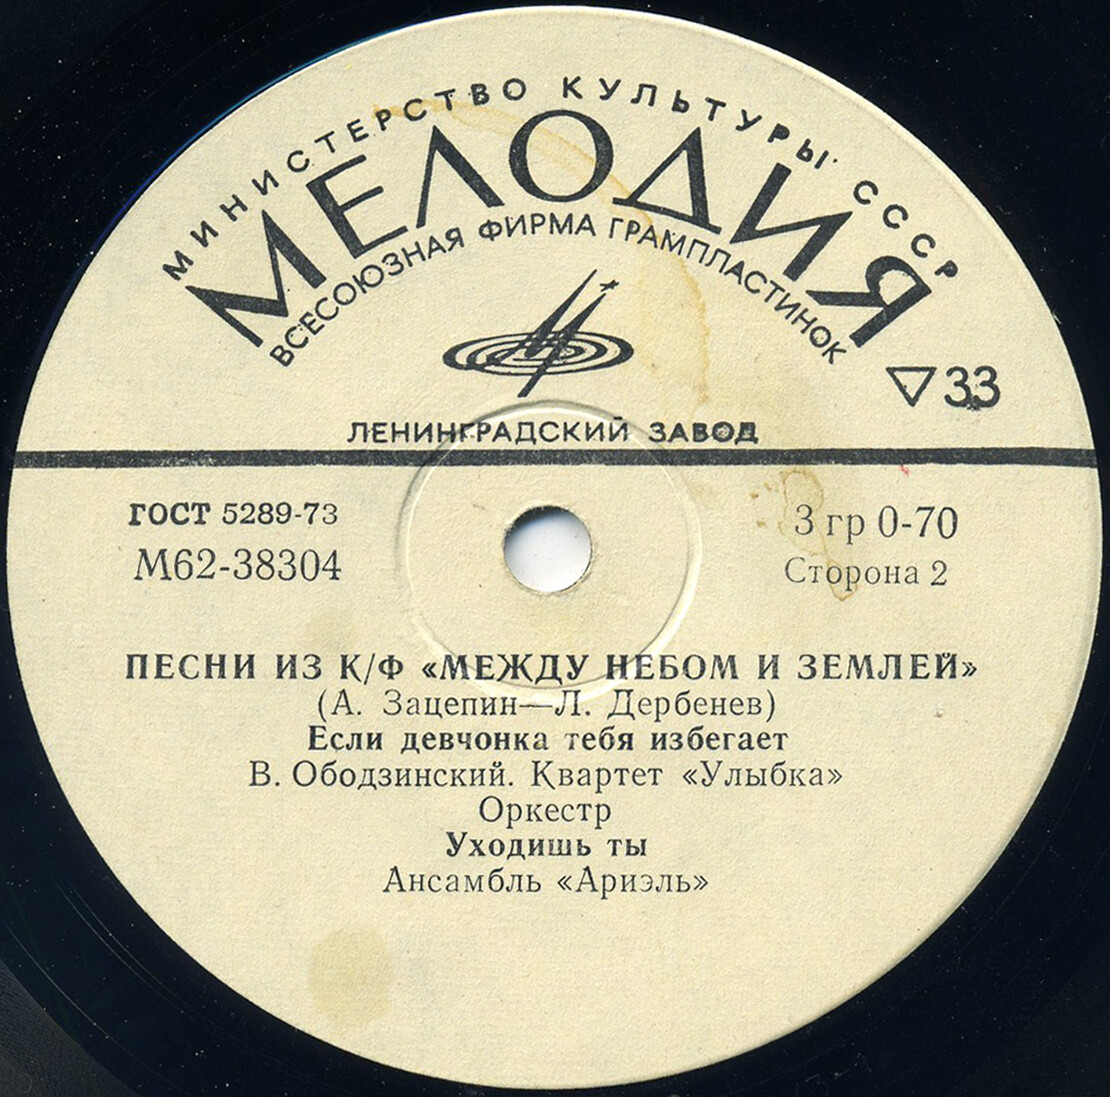 МИНИСТЕРСТВО КУЛЬТУРЫ СССР
МЕЛОДИЯ
ВСЕСОЮЗНАЯ ФИРМА ГРАМПЛАСТИНОК
33
ЛЕНИНГРАДСКИЙ ЗАВОД
ГОСТ 5289-73
3 гр 0-70
М62-38304
Сторона 2
ПЕСНИ ИЗ К/Ф «МЕЖДУ НЕБОМ И ЗЕМЛЕЙ»
(А. Зацепин—Л. Дербенев)
Если девчонка тебя избегает
В. Ободзинский. Квартет «Улыбка»
Оркестр
Уходишь ты
Ансамбль «Ариэль»